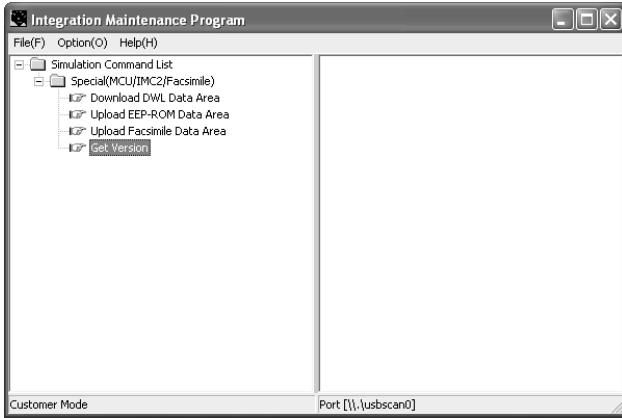 Integration Maintenance Program
File(F) Option(O) Help(H)
Simulation Command List
Special(MCU/IMC2/Facsimile)
Download DWL Data Area
Upload EEP-ROM Data Area
Upload Facsimile Data Area
Get Version
Customer Mode
Port [\\.\usbscan0]